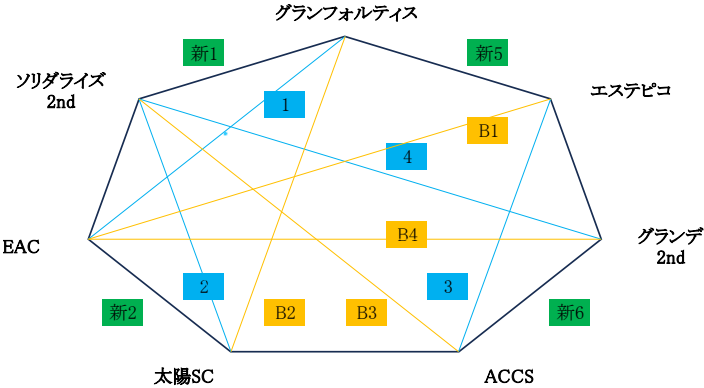 グランフォルティス
新1
新5
ソリダライズ
2nd
エステピコ
1
B1
4
EAC
B4
グランデ
2nd
2
3
新2
B2
B3
新6
太陽SC
ACCS